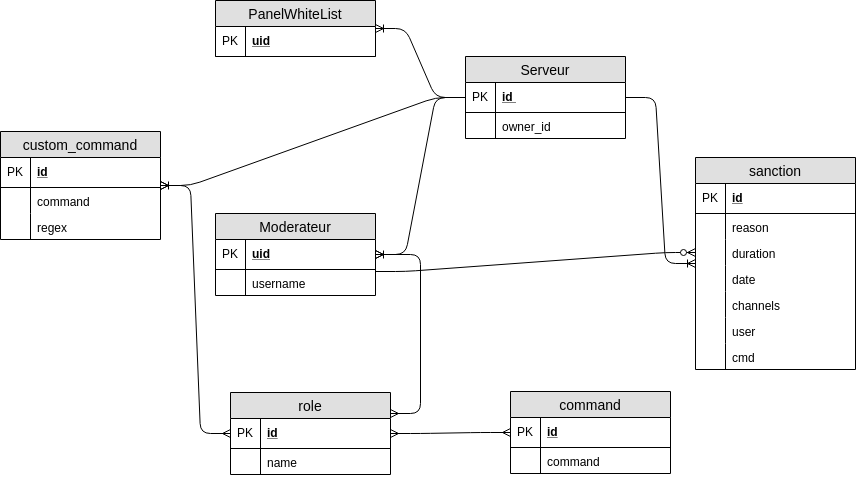 PanelWhiteList
PK uid
Serveur
PK id
owner_id
custom_command
PK id
command
regex
sanction
PK id
reason
duration
date
channels
user
cmd
Moderateur
PK uid
username
role
PK id
name
command
PK id
command